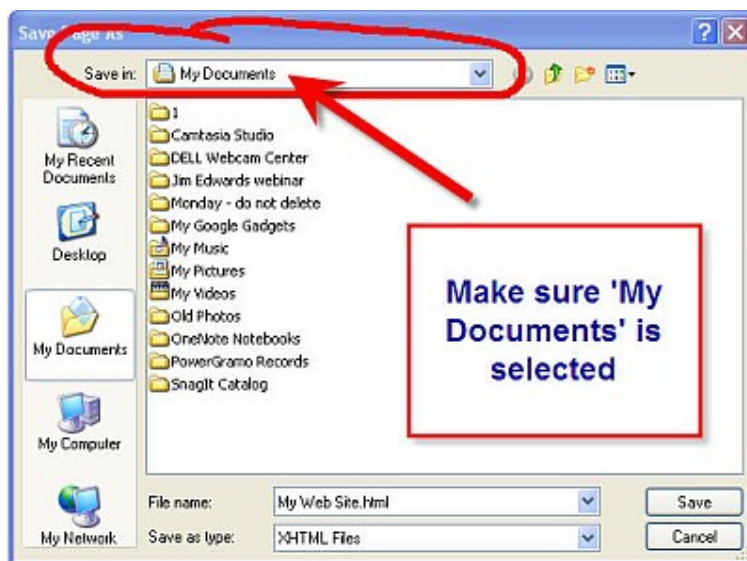 Save Page As
Save in:
My Documents
My Recent
Documents
Desktop
My Documents
My Computer
My Network
1
Camtasia Studio
DELL Webcam Center
Jim Edwards webinar
Monday - do not delete
My Google Gadgets
My Music
My Pictures
My Videos
Old Photos
OneNote Notebooks
PowerGramo Records
SnagIt Catalog
Make sure 'My
Documents' is
selected
File name:
My Web Site.html
Save
Save as type:
XHTML Files
Cancel